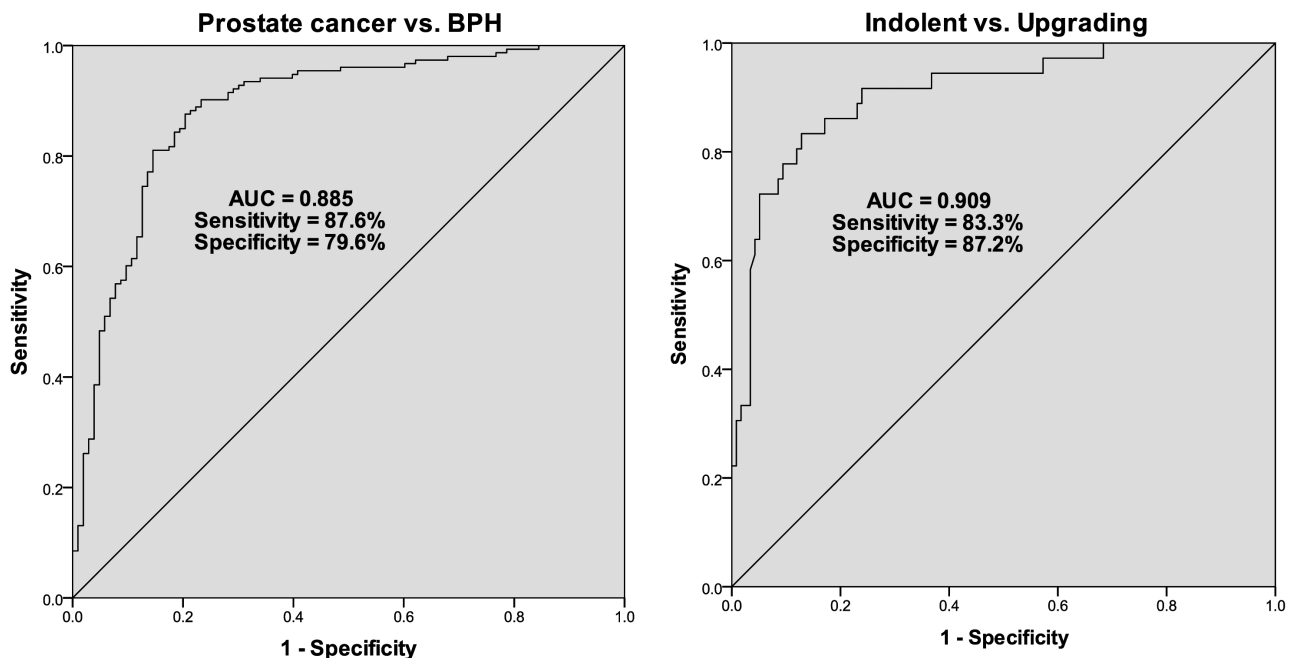 Prostate cancer vs. BPH
1.0
0.8
0.6
0.4
0.2
0.0
Sensitivity
AUC = 0.885
Sensitivity = 87.6%
Specificity = 79.6%
0.0 0.2 0.4 0.6 0.8 1.0
1 - Specificity
Indolent vs. Upgrading
1.0
0.8
0.6
0.4
0.2
0.0
Sensitivity
AUC = 0.909
Sensitivity = 83.3%
Specificity = 87.2%
0.0 0.2 0.4 0.6 0.8 1.0
1 - Specificity